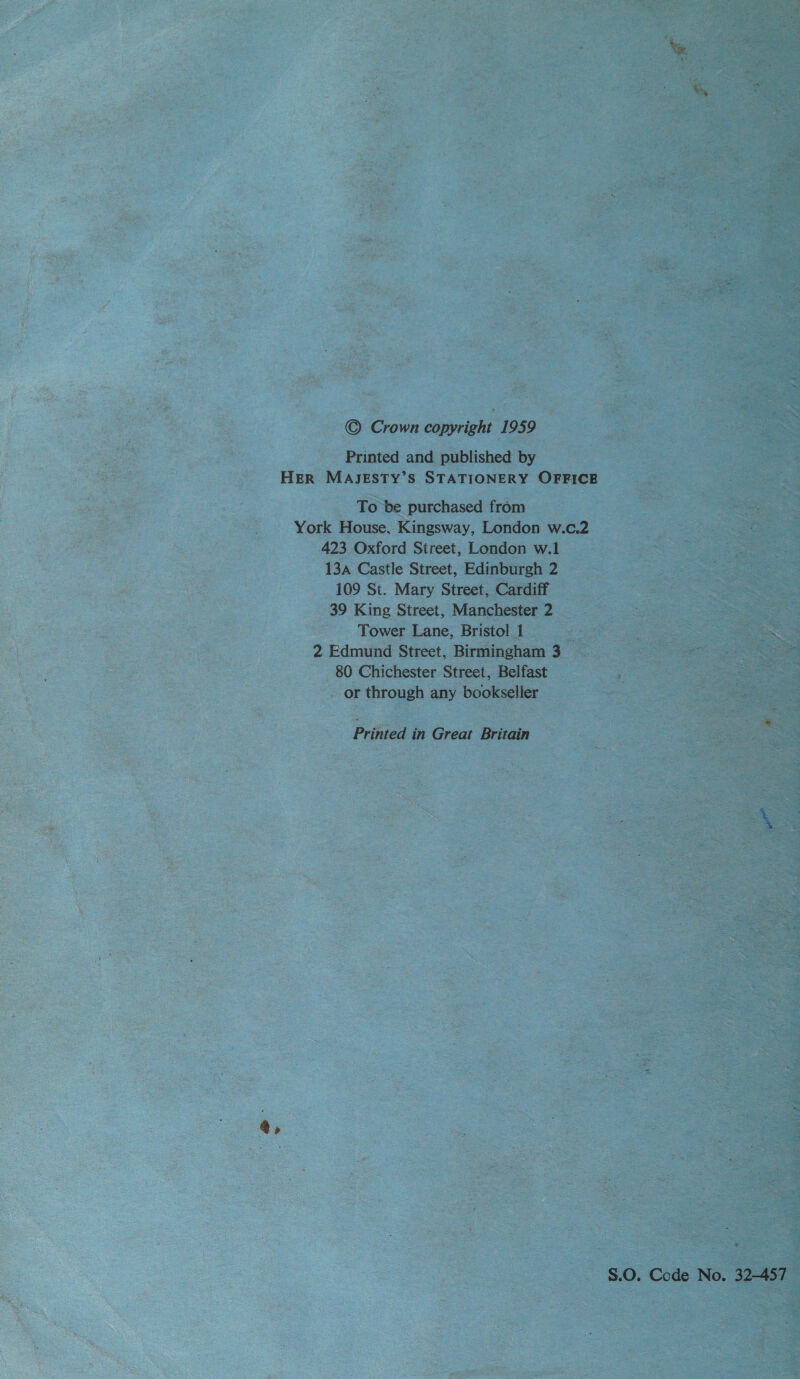 © Crown copyright 1959
Printed and published by
HER MAJESTY'S STATIONERY OFFICE
To be purchased from
York House, Kingsway, London W.C.2
423 Oxford Street, London W.1
13A Castle Street, Edinburgh 2
109 St. Mary Street, Cardiff
39 King Street, Manchester 2
Tower Lane, Bristol 1
2 Edmund Street, Birmingham 3
80 Chichester Street, Belfast
or through any bookseller
Printed in Great Britain
S.O. Code No. 32-457